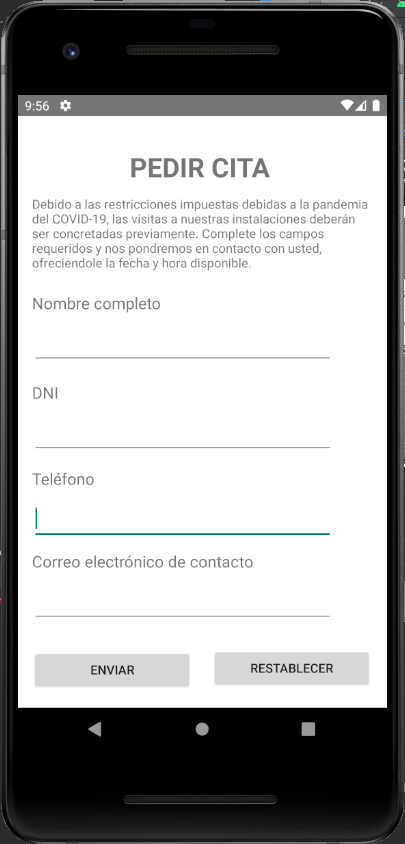 9:56
PEDIR CITA
Debido a las restricciones impuestas debidas a la pandemia
del COVID-19, las visitas a nuestras instalaciones deberán
ser concretadas previamente. Complete los campos
requeridos y nos pondremos en contacto con usted,
ofreciendole la fecha y hora disponible.
Nombre completo
DNI
Teléfono
Correo electrónico de contacto
ENVIAR
RESTABLECER